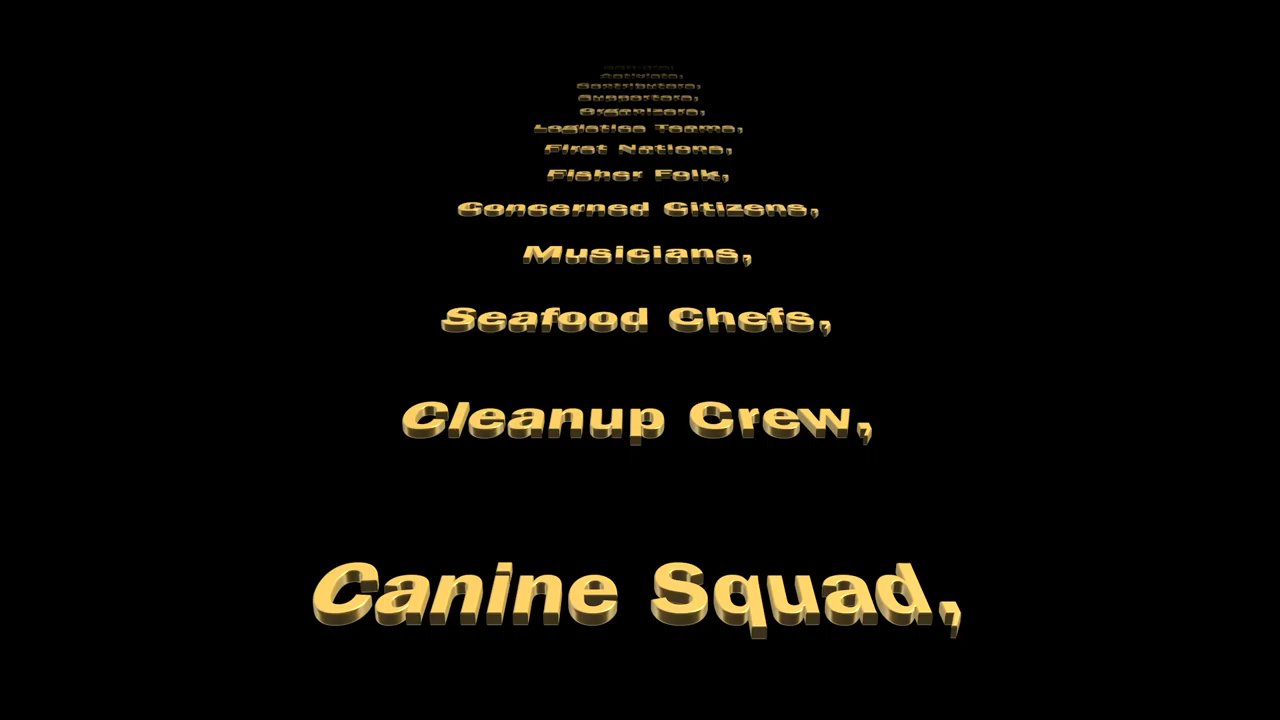 Contributors,
Supporters,
Organizers,
Logistics Teams,
First Nations,
Fisher Folk,
Concerned Citizens,
Musicians,
Seafood Chefs,
Cleanup Crew,
Canine Squad,